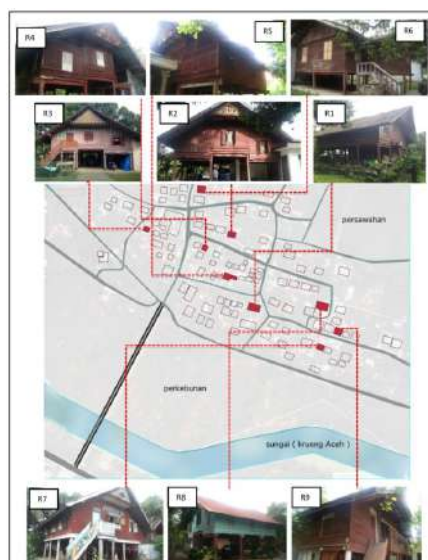 R4
R5
R6
R3
R2
R1
persawahan
perkebunan
sungai ( krueng Aceh )
R7
R8
R9